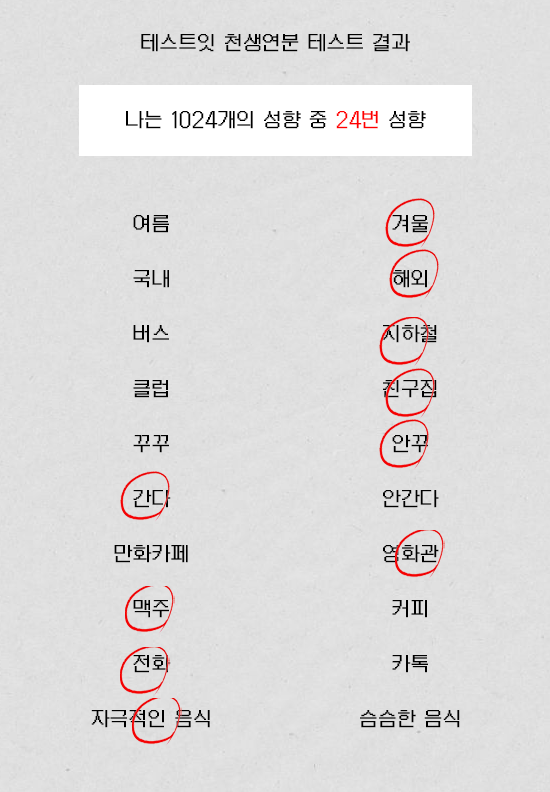 테스트잇 천생연분 테스트 결과
나는 1024개의 성향 중 24번 성향
여름 겨울
국내 해외
버스 지하철
클럽 친구집
꾸꾸 안꾸
간다 안간다
만화카페 영화관
맥주 커피
전화 카톡
자극적인 음식 슴슴한 음식